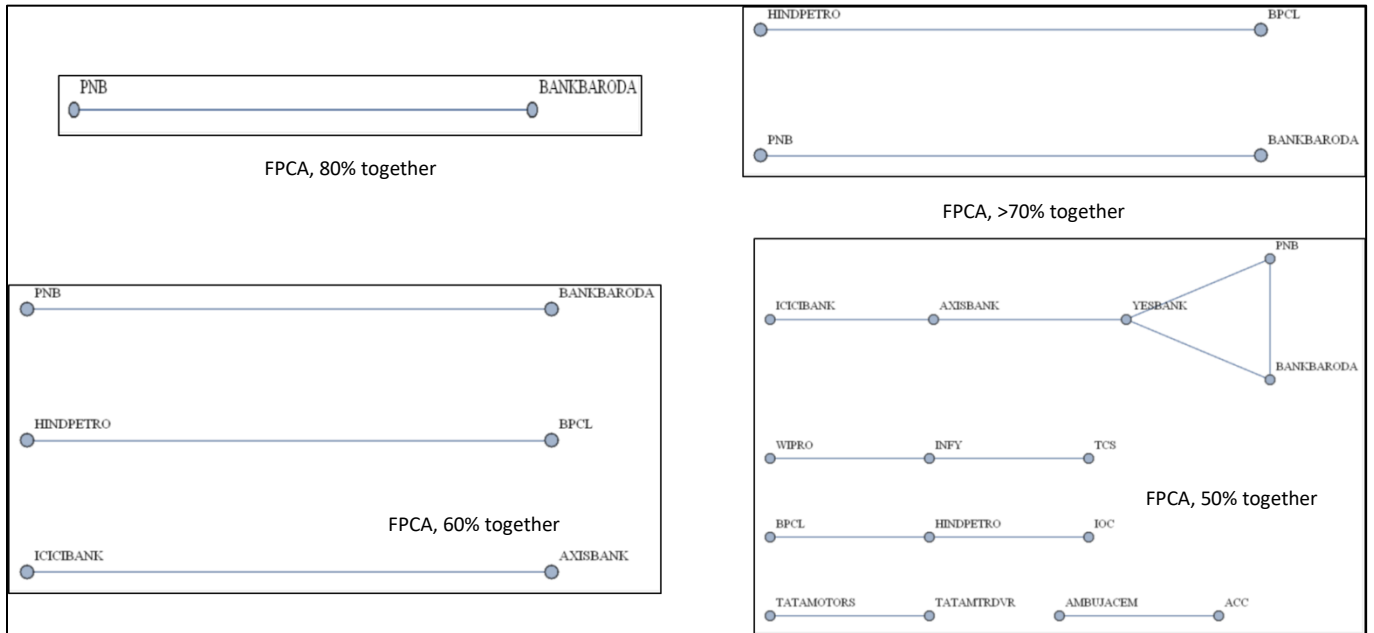 PNB BANKBARODA
FPCA, 80% together
HINDPETRO BPCL
PNB BANKBARODA
FPCA, >70% together
PNB BANKBARODA
HINDPETRO BPCL
FPCA, 60% together
ICICIBANK AXISBANK
PNB
ICICIBANK AXISBANK YESBANK
BANKBARODA
WIPRO INFY TCS
FPCA, 50% together
BPCL HINDPETRO IOC
TATAMOTORS TATAMTRDVR AMBUJACEM ACC